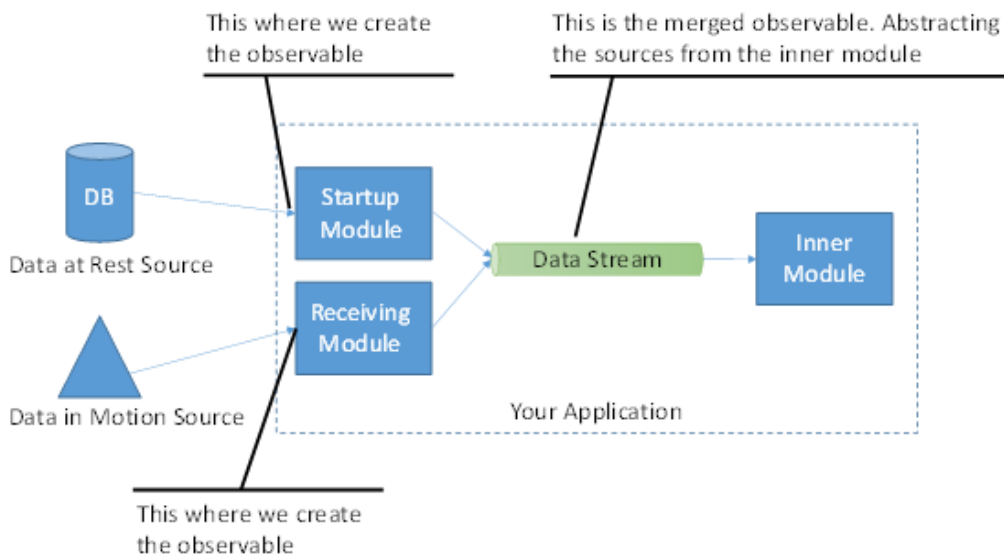 This where we create
the observable
This is the merged observable. Abstracting
the sources from the inner module
DB
Data at Rest Source
Startup
Module
Data Stream
Inner
Module
Receiving
Module
Data in Motion Source
Your Application
This where we create
the observable